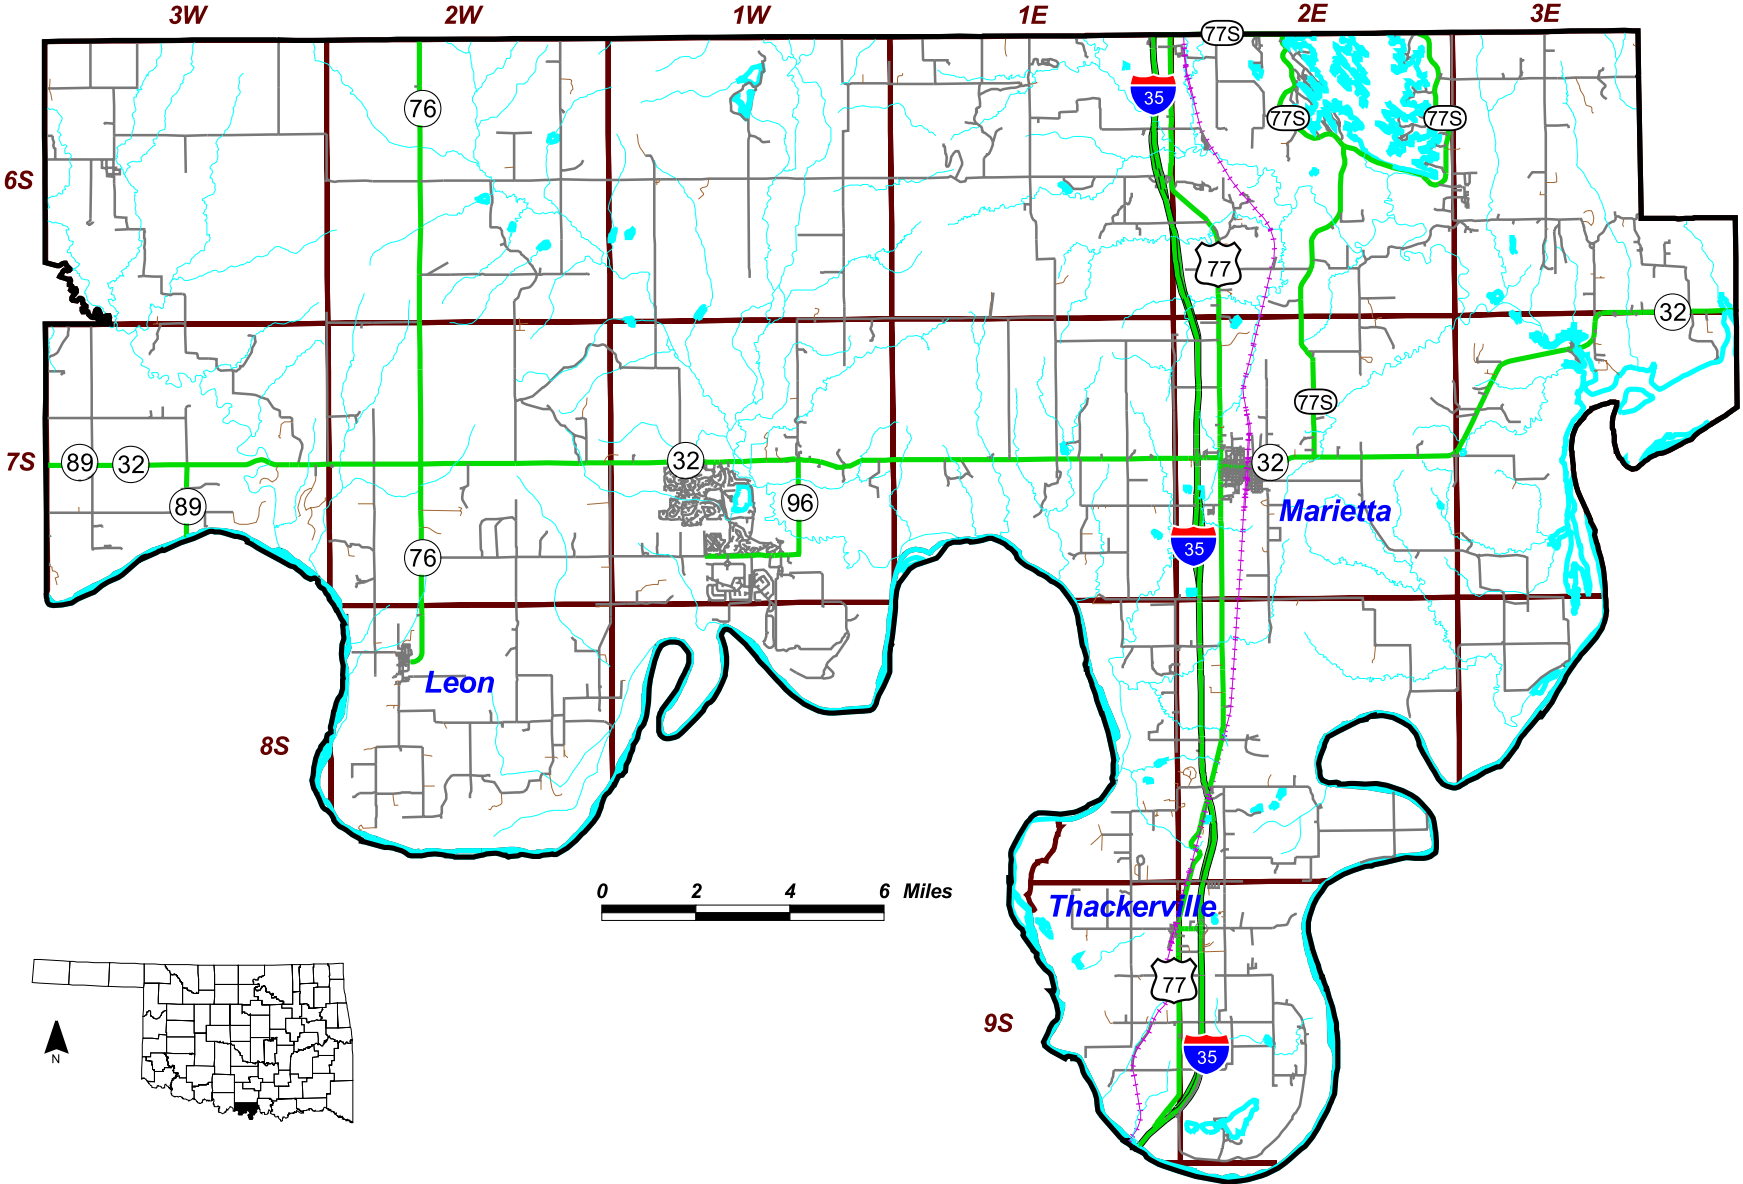 3W 2W 1W 1E 2E 3E
77S
35
76
77S 77S
6S
77
32
77S
7S 89 32 32 32
89 96
Marietta
35
76
Leon
8S
0 2 4 6 Miles
Thackerville
77
9S
35
N